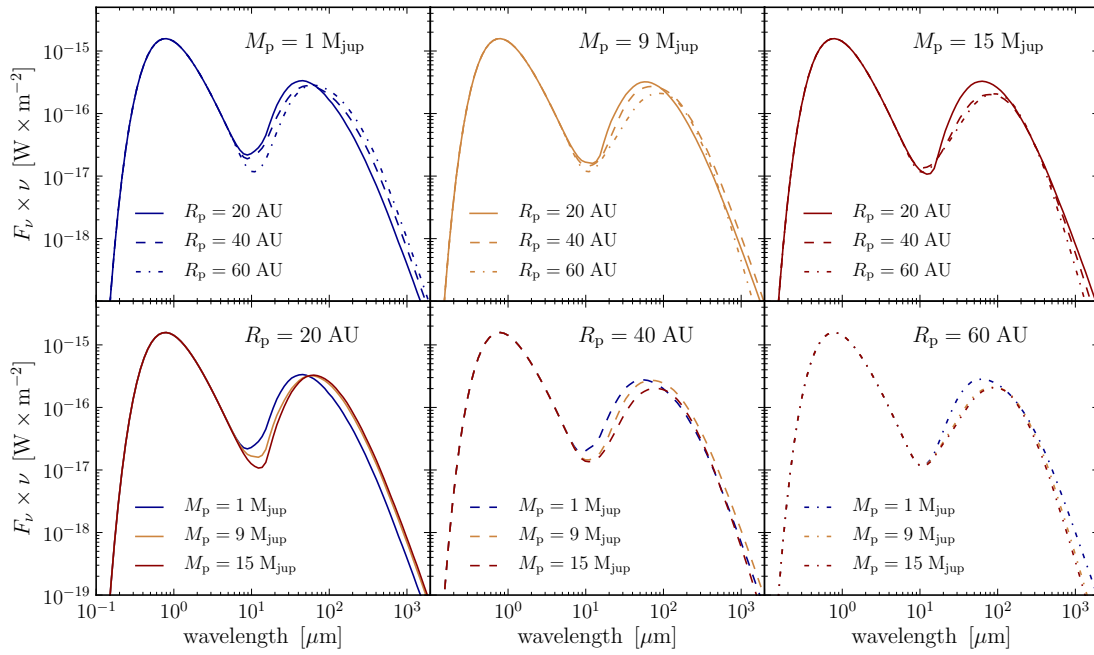 M_p = 1 M_jup
M_p = 9 M_jup
M_p = 15 M_jup
10^−15
10^−16
10^−17
10^−18
F_ν × ν [W × m^−2]
R_p = 20 AU
R_p = 40 AU
R_p = 60 AU
R_p = 20 AU
R_p = 40 AU
R_p = 60 AU
R_p = 20 AU
R_p = 40 AU
R_p = 60 AU
R_p = 20 AU
R_p = 40 AU
R_p = 60 AU
10^−15
10^−16
10^−17
10^−18
10^−19
F_ν × ν [W × m^−2]
M_p = 1 M_jup
M_p = 9 M_jup
M_p = 15 M_jup
M_p = 1 M_jup
M_p = 9 M_jup
M_p = 15 M_jup
M_p = 1 M_jup
M_p = 9 M_jup
M_p = 15 M_jup
10^−1 10^0 10^1 10^2 10^3
10^0 10^1 10^2 10^3
10^0 10^1 10^2 10^3
wavelength [μm]
wavelength [μm]
wavelength [μm]